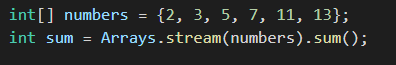 int[] numbers = {2, 3, 5, 7, 11, 13};
int sum = Arrays.stream(numbers).sum();